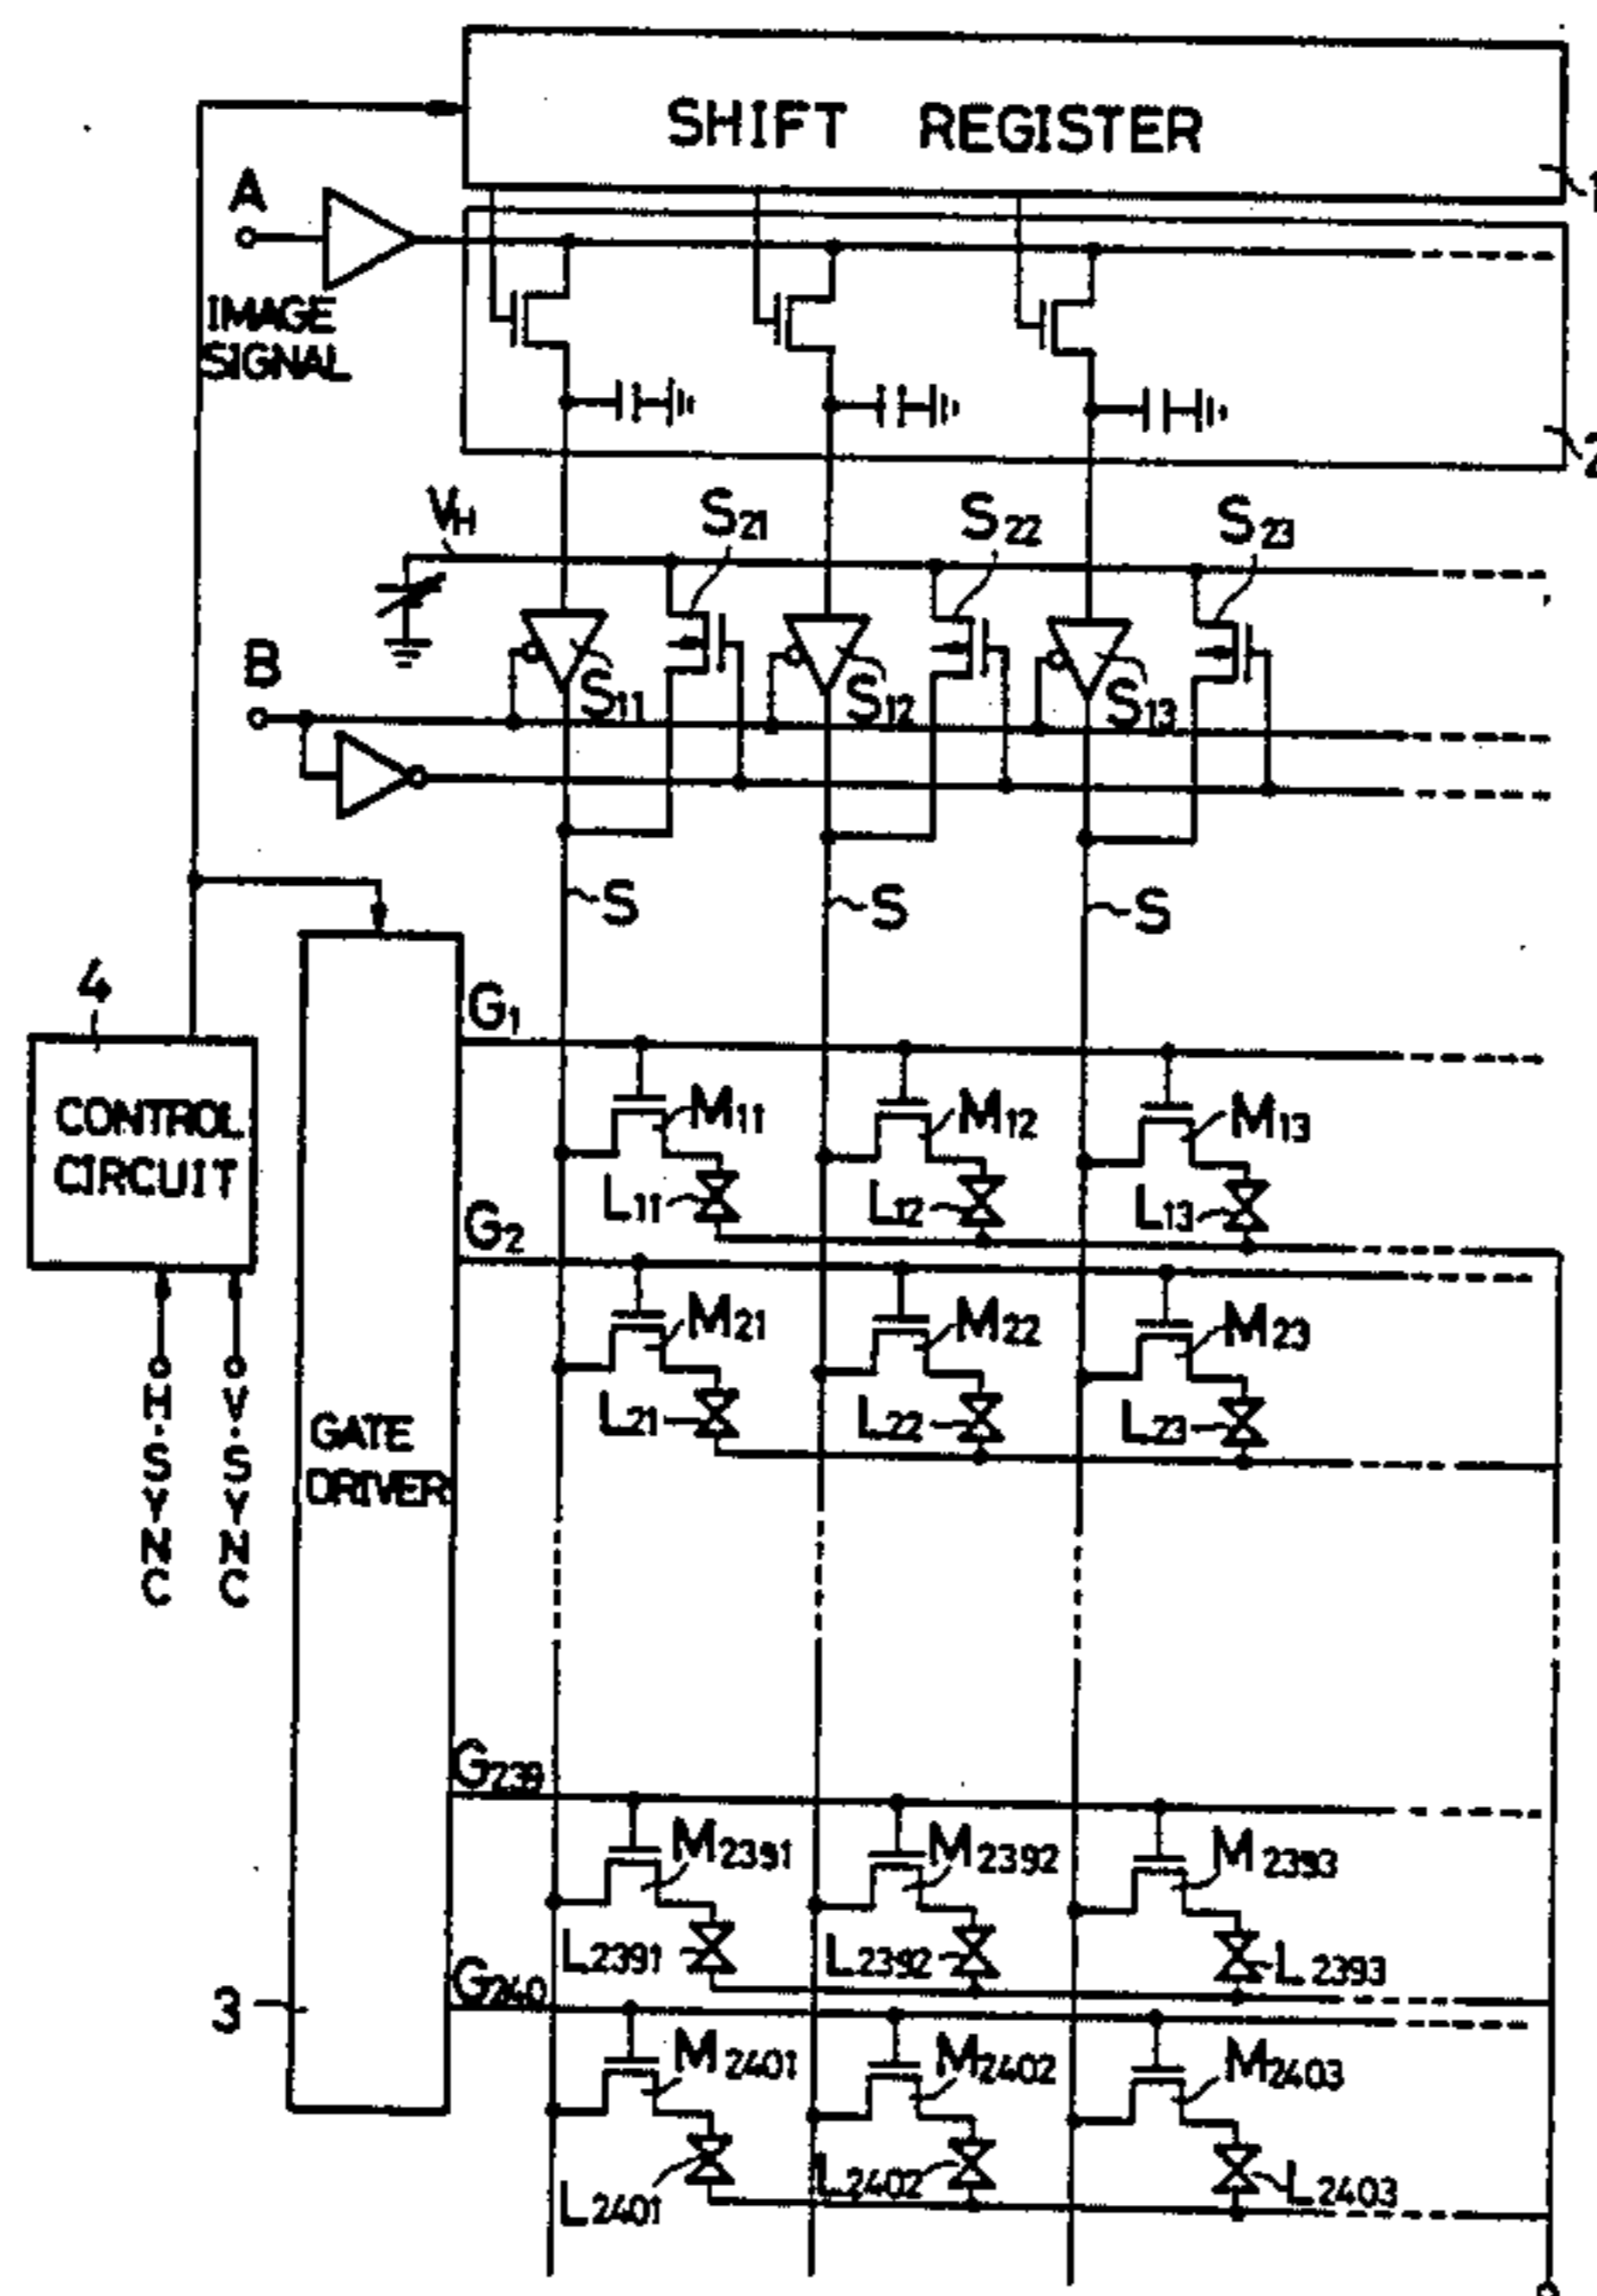 SHIFT REGISTER
1
A
IMAGE
SIGNAL
2
VH
S21
S22
S23
B
S11
S12
S13
S
S
S
4
G1
CONTROL
CIRCUIT
M11
M12
M13
L11
L12
L13
G2
M21
M22
M23
L21
L22
L23
H·SYNC
V·SYNC
GATE
DRIVER
G239
M2391
M2392
M2393
L2391
L2392
L2393
G240
3
M2401
M2402
M2403
L2401
L2402
L2403